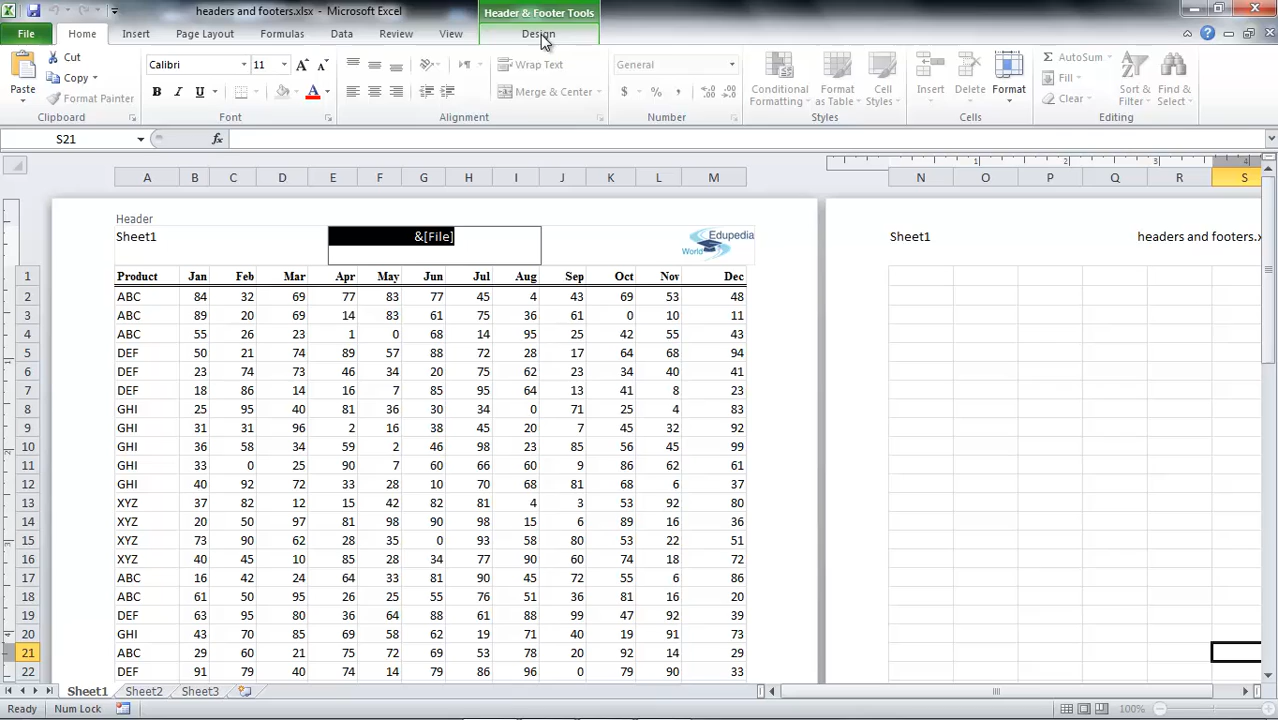 headers and footers.xlsx - Microsoft Excel
Header & Footer Tools
File Home Insert Page Layout Formulas Data Review View Design
Paste
Cut
Copy
Format Painter
Clipboard
Calibri 11
B I U
Font
Wrap Text
Merge & Center
Alignment
General
$ % ,
Number
Conditional Formatting
Format as Table
Cell Styles
Styles
Insert Delete Format
Cells
AutoSum
Fill
Clear
Sort & Filter
Find & Select
Editing
S21 fx
1 2 3 4
A B C D E F G H I J K L M N O P Q R S
Header
Sheet1 &[File] Edupedia World Sheet1 headers and footers.x
1 Product Jan Feb Mar Apr May Jun Jul Aug Sep Oct Nov Dec
2 ABC 84 32 69 77 83 77 45 4 43 69 53 48
3 ABC 89 20 69 14 83 61 75 36 61 0 10 11
4 ABC 55 26 23 1 0 68 14 95 25 42 55 43
5 DEF 50 21 74 89 57 88 72 28 17 64 68 94
6 DEF 23 74 73 46 34 20 75 62 23 34 40 41
7 DEF 18 86 14 16 7 85 95 64 13 41 8 23
8 GHI 25 95 40 81 36 30 34 0 71 25 4 83
9 GHI 31 31 96 2 16 38 45 20 7 45 32 92
10 GHI 36 58 34 59 2 46 98 23 85 56 45 99
11 GHI 33 0 25 90 7 60 66 60 9 86 62 61
12 GHI 40 92 72 33 28 10 70 68 81 68 6 37
13 XYZ 37 82 12 15 42 82 81 4 3 53 92 80
14 XYZ 20 50 97 81 98 90 98 15 6 89 16 36
15 XYZ 73 90 62 28 35 0 93 58 80 53 22 51
16 XYZ 40 45 10 85 28 34 77 90 60 74 18 72
17 ABC 16 42 24 64 33 81 90 45 72 55 6 86
18 ABC 61 50 95 26 25 55 76 51 36 81 16 20
19 DEF 63 95 80 36 64 88 61 88 99 47 92 39
20 GHI 43 70 85 69 58 62 19 71 40 19 91 73
21 ABC 29 60 21 75 72 69 53 78 20 92 14 29
22 DEF 91 79 40 74 14 79 86 96 0 79 90 33
Sheet1 Sheet2 Sheet3
Ready Num Lock 100%